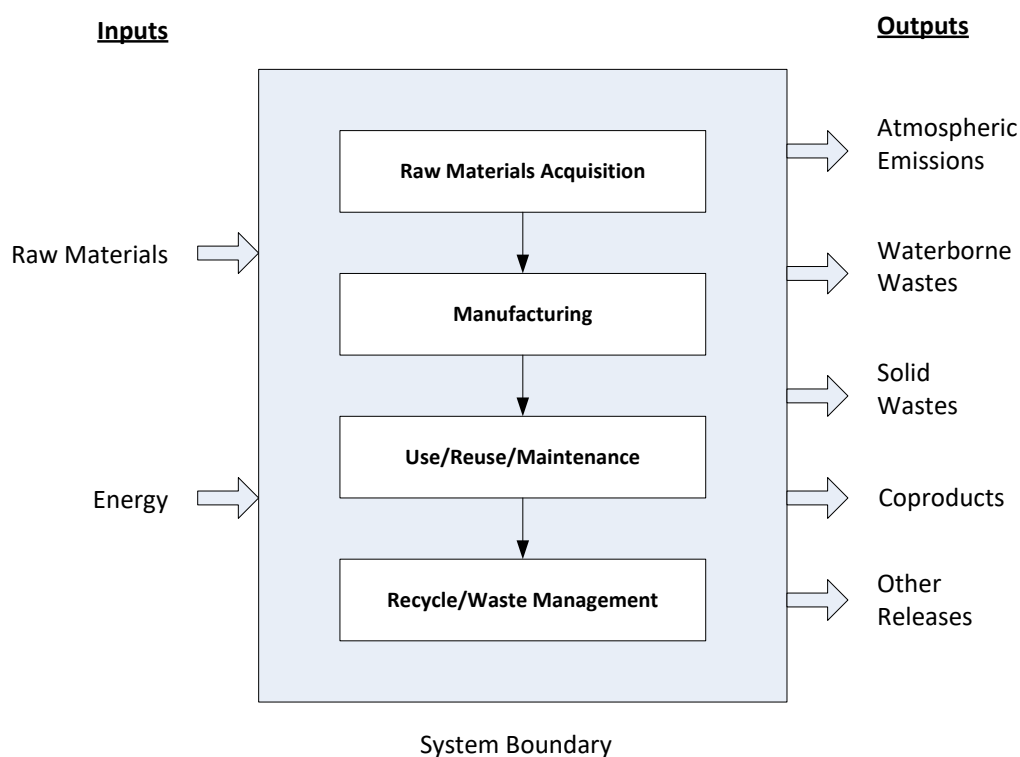 Inputs
Outputs
Raw Materials Acquisition
Manufacturing
Use/Reuse/Maintenance
Recycle/Waste Management
Raw Materials
Energy
Atmospheric
Emissions
Waterborne
Wastes
Solid
Wastes
Coproducts
Other
Releases
System Boundary